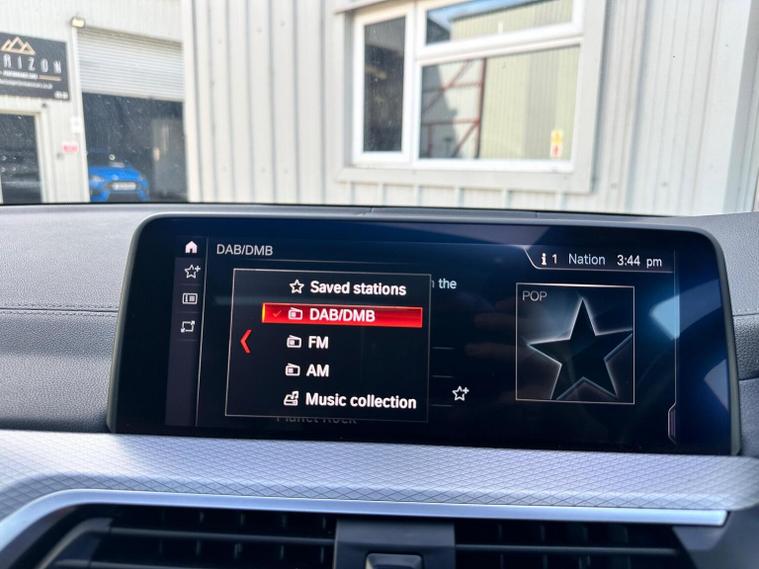 RIZON
DAB/DMB
1 Nation 3:44 pm
Saved stations
the
DAB/DMB
POP
FM
AM
Music collection
Planet Rock